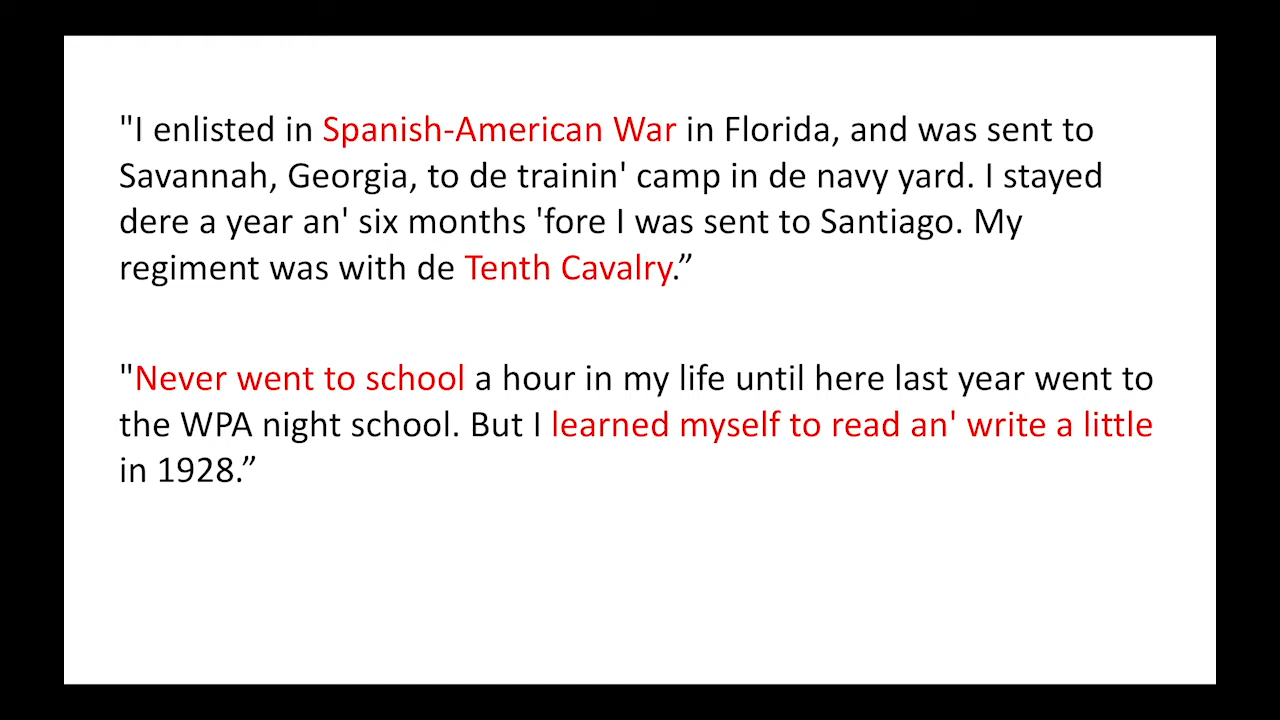 "I enlisted in Spanish-American War in Florida, and was sent to
Savannah, Georgia, to de trainin' camp in de navy yard. I stayed
dere a year an' six months 'fore I was sent to Santiago. My
regiment was with de Tenth Cavalry.”
"Never went to school a hour in my life until here last year went to
the WPA night school. But I learned myself to read an' write a little
in 1928.”